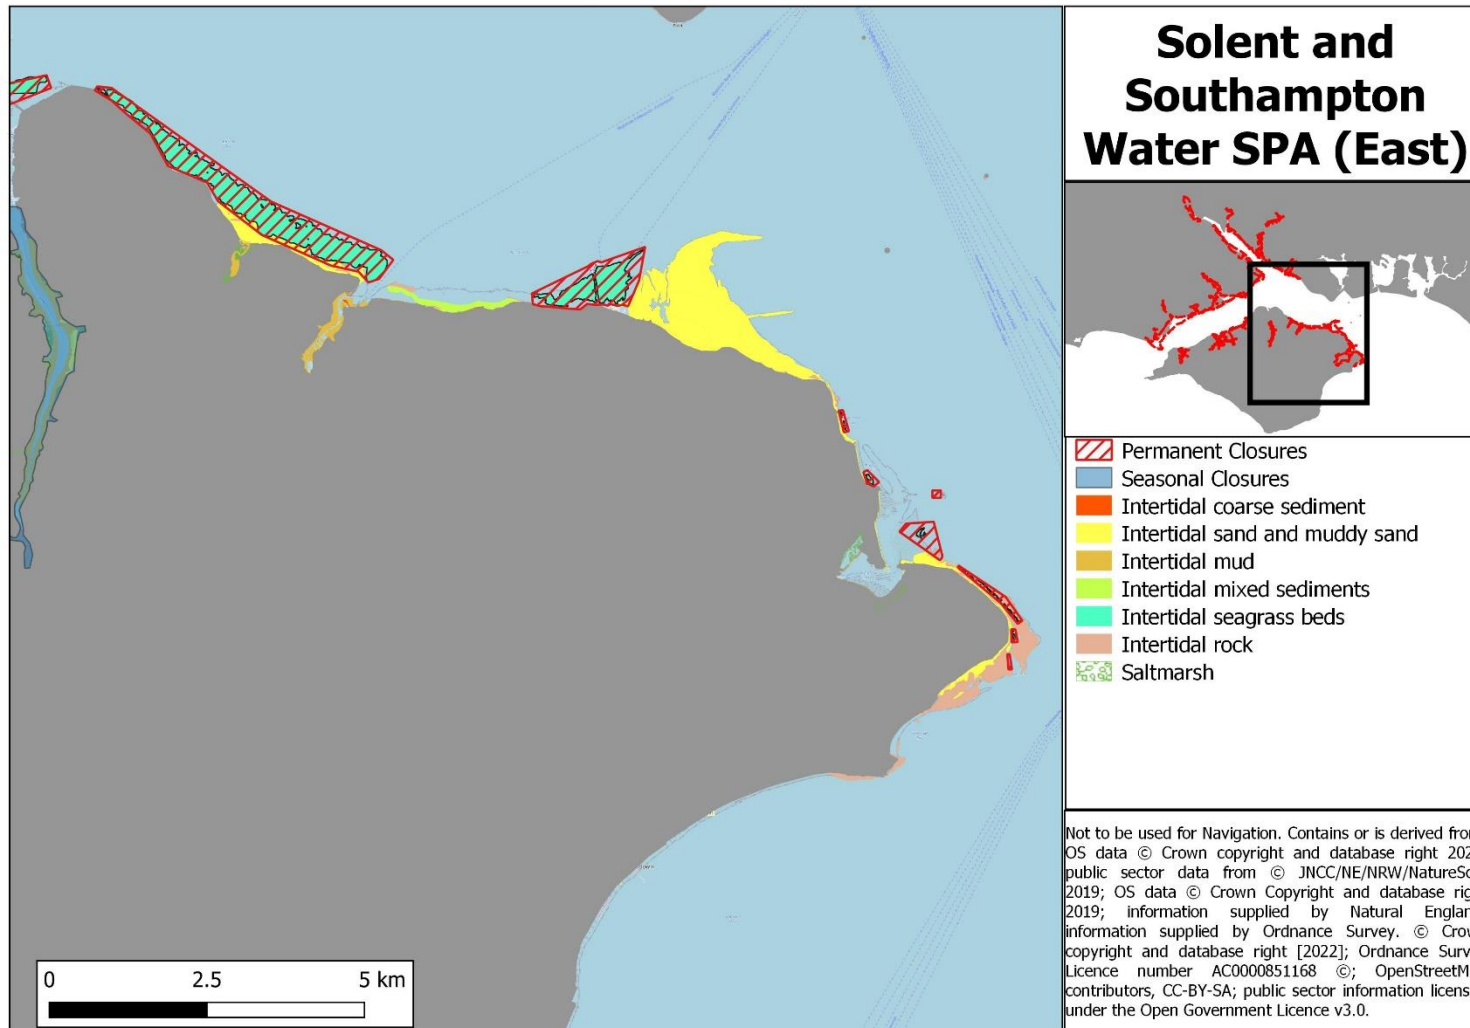 Solent and
Southampton
Water SPA (East)
Permanent Closures
Seasonal Closures
Intertidal coarse sediment
Intertidal sand and muddy sand
Intertidal mud
Intertidal mixed sediments
Intertidal seagrass beds
Intertidal rock
Saltmarsh
Not to be used for Navigation. Contains or is derived from
OS data © Crown copyright and database right 202
public sector data from © JNCC/NE/NRW/NatureSc
2019; OS data © Crown Copyright and database rig
2019; information supplied by Natural Englan
information supplied by Ordnance Survey. © Crow
copyright and database right [2022]; Ordnance Surv
Licence number AC0000851168 ©; OpenStreetM
contributors, CC-BY-SA; public sector information licens
under the Open Government Licence v3.0.
0 2.5 5 km